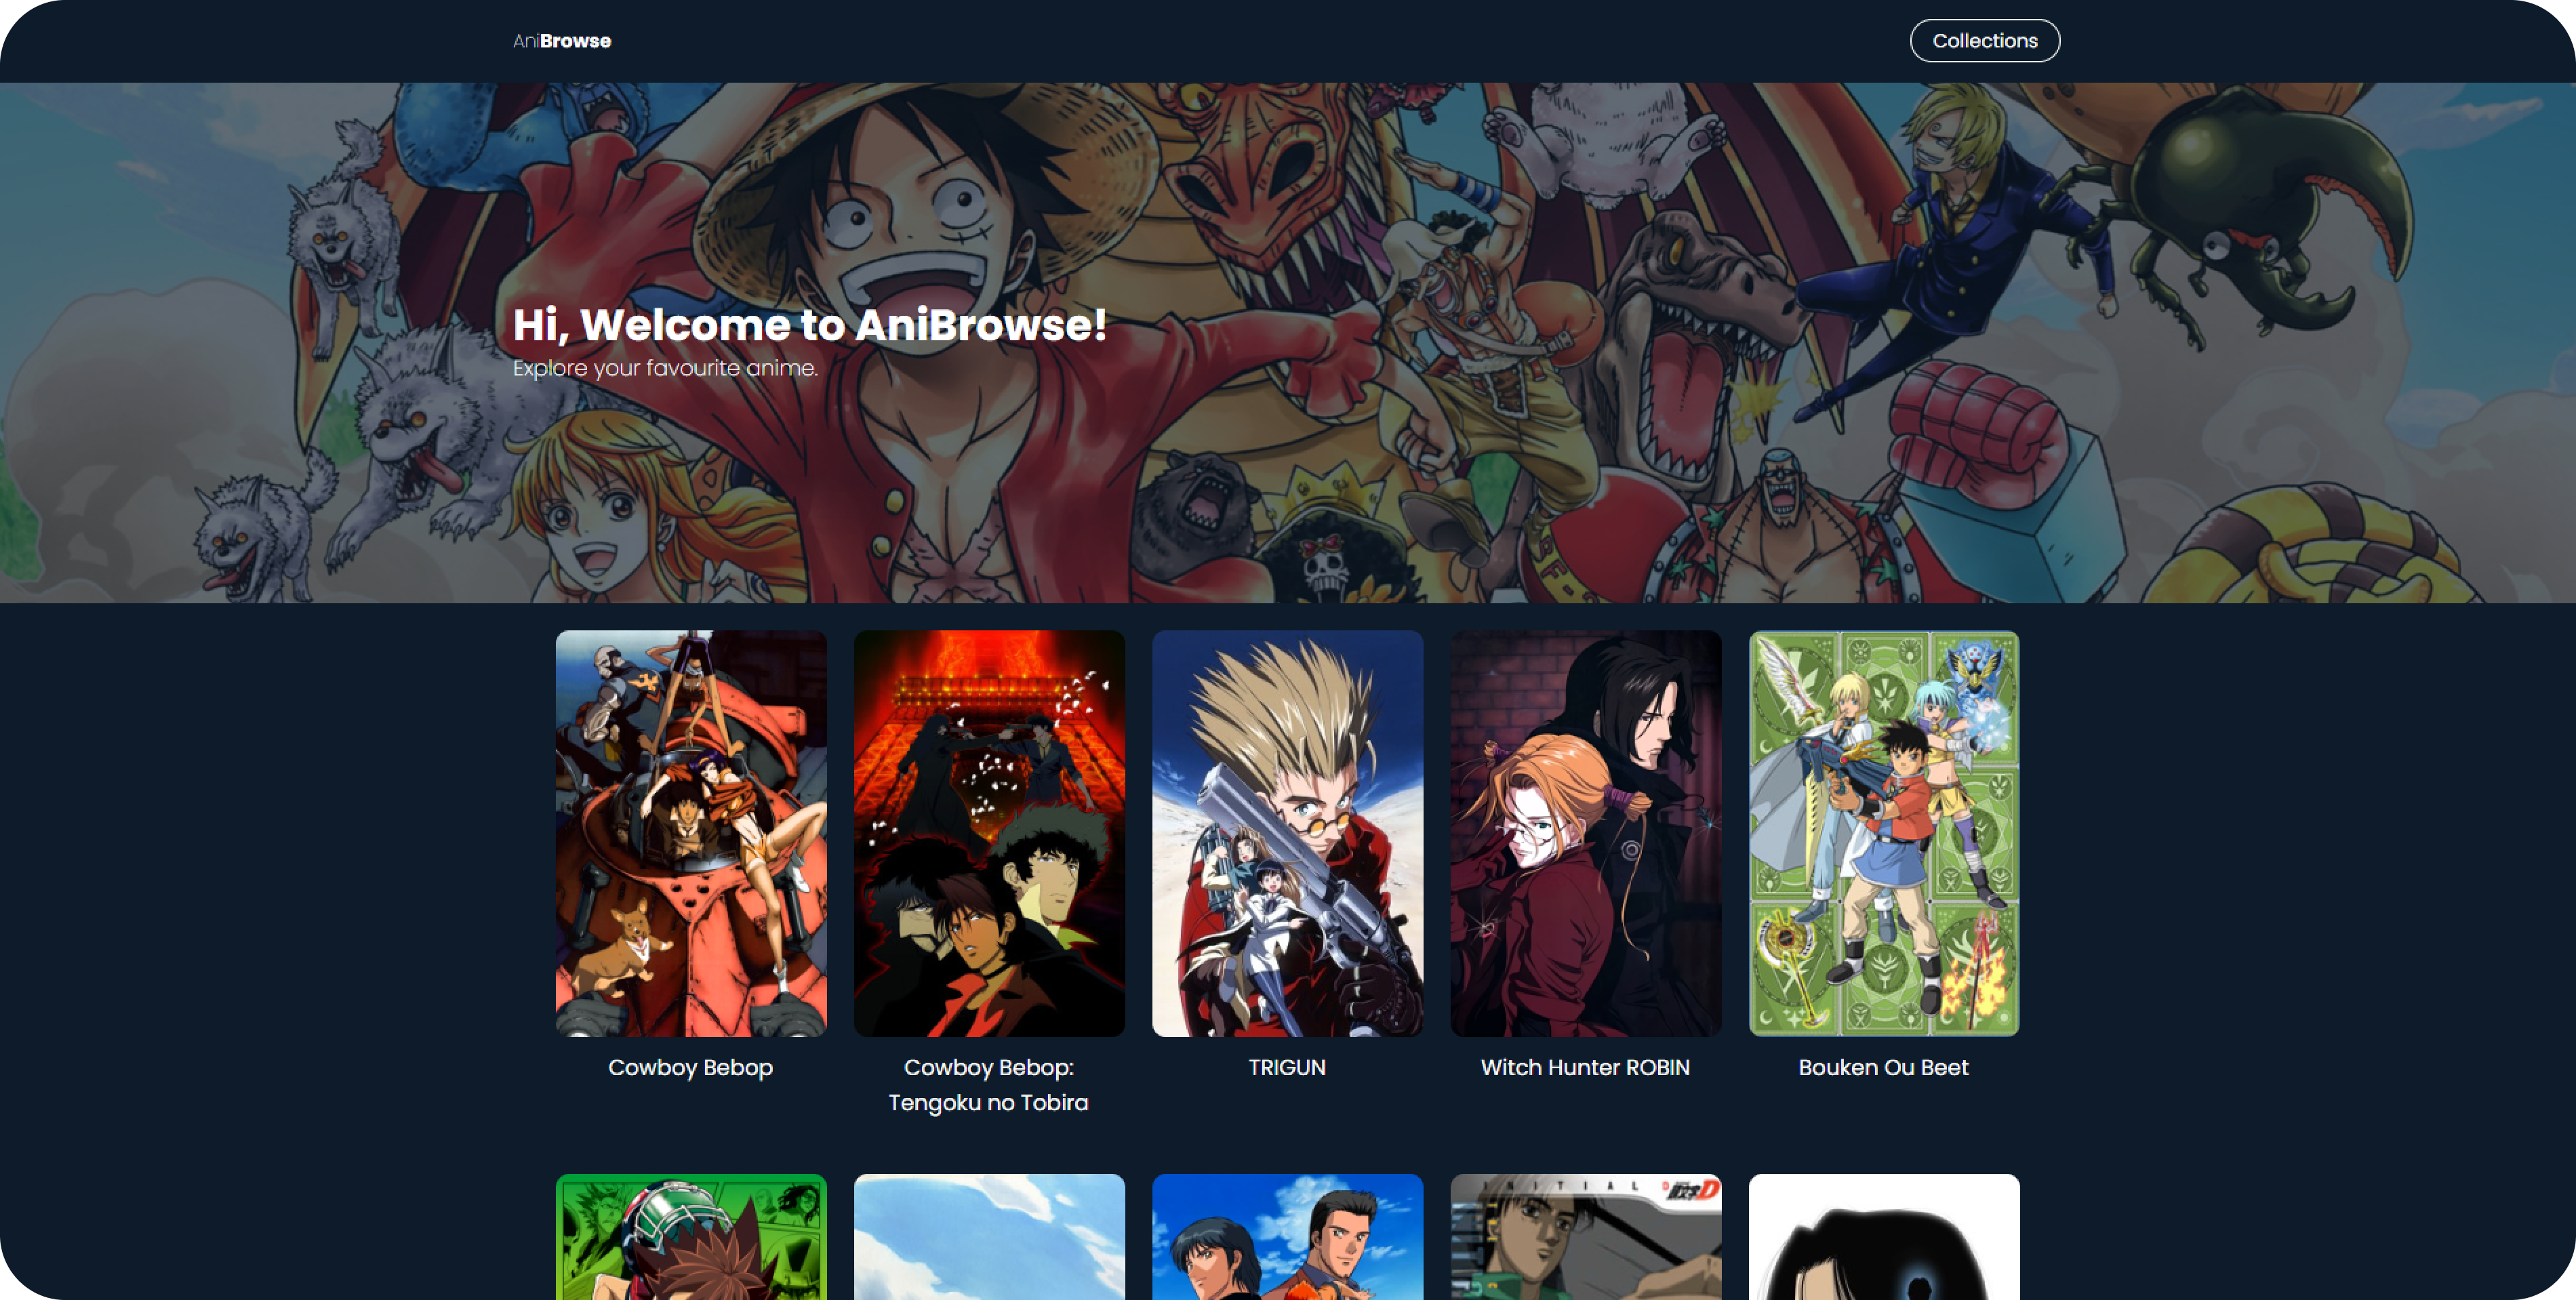 AniBrowse
Collections
Hi, Welcome to AniBrowse!
Explore your favourite anime.
Cowboy Bebop
Cowboy Bebop:
Tengoku no Tobira
TRIGUN
Witch Hunter ROBIN
Bouken Ou Beet
INITIAL D